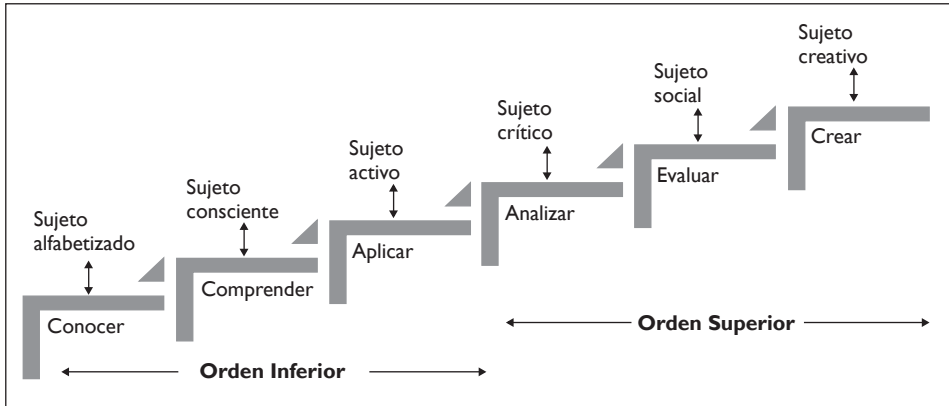 Sujeto
alfabetizado
Conocer
Sujeto
consciente
Comprender
Sujeto
activo
Aplicar
Sujeto
crítico
Analizar
Sujeto
social
Evaluar
Sujeto
creativo
Crear
Orden Inferior
Orden Superior